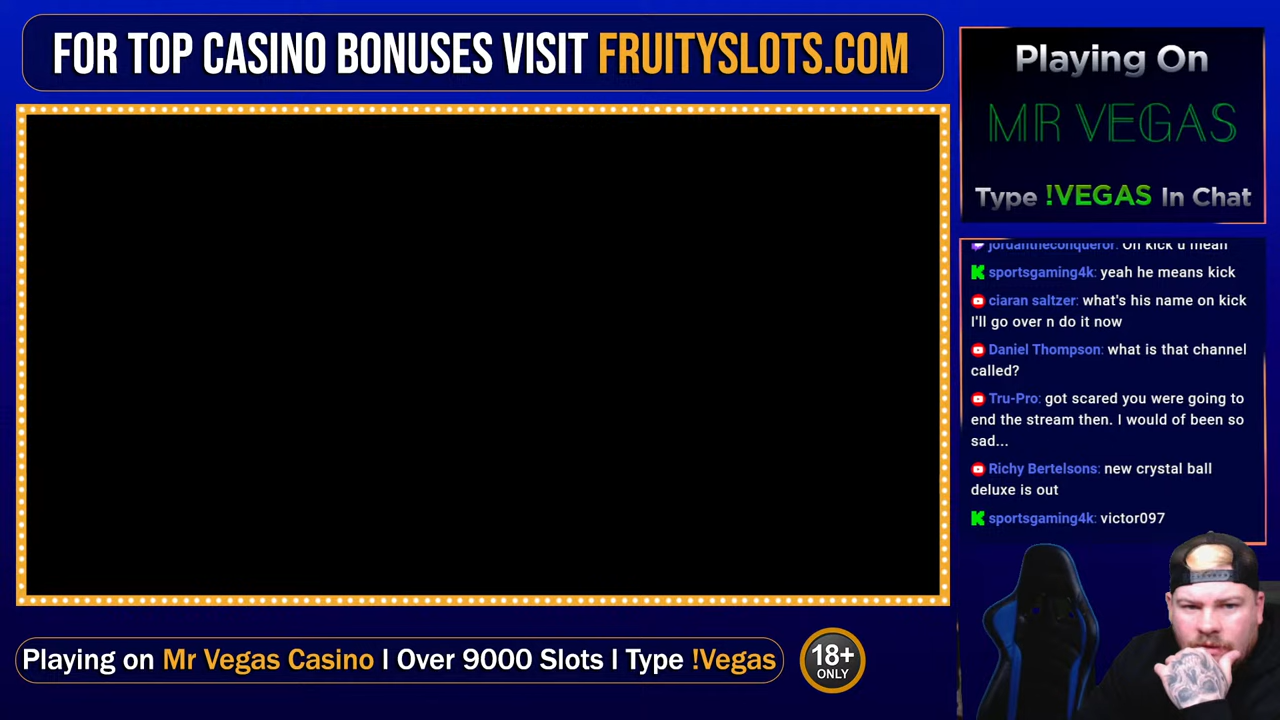 FOR TOP CASINO BONUSES VISIT FRUITYSLOTS.COM
Playing On
MR VEGAS
Type !VEGAS In Chat
jordantheconqueror: On kick u mean
sportsgaming4k: yeah he means kick
ciaran saltzer: what's his name on kick
I'll go over n do it now
Daniel Thompson: what is that channel
called?
Tru-Pro: got scared you were going to
end the stream then. I would of been so
sad...
Richy Bertelsons: new crystal ball
deluxe is out
sportsgaming4k: victor097
Playing on Mr Vegas Casino | Over 9000 Slots | Type !Vegas
18+
ONLY